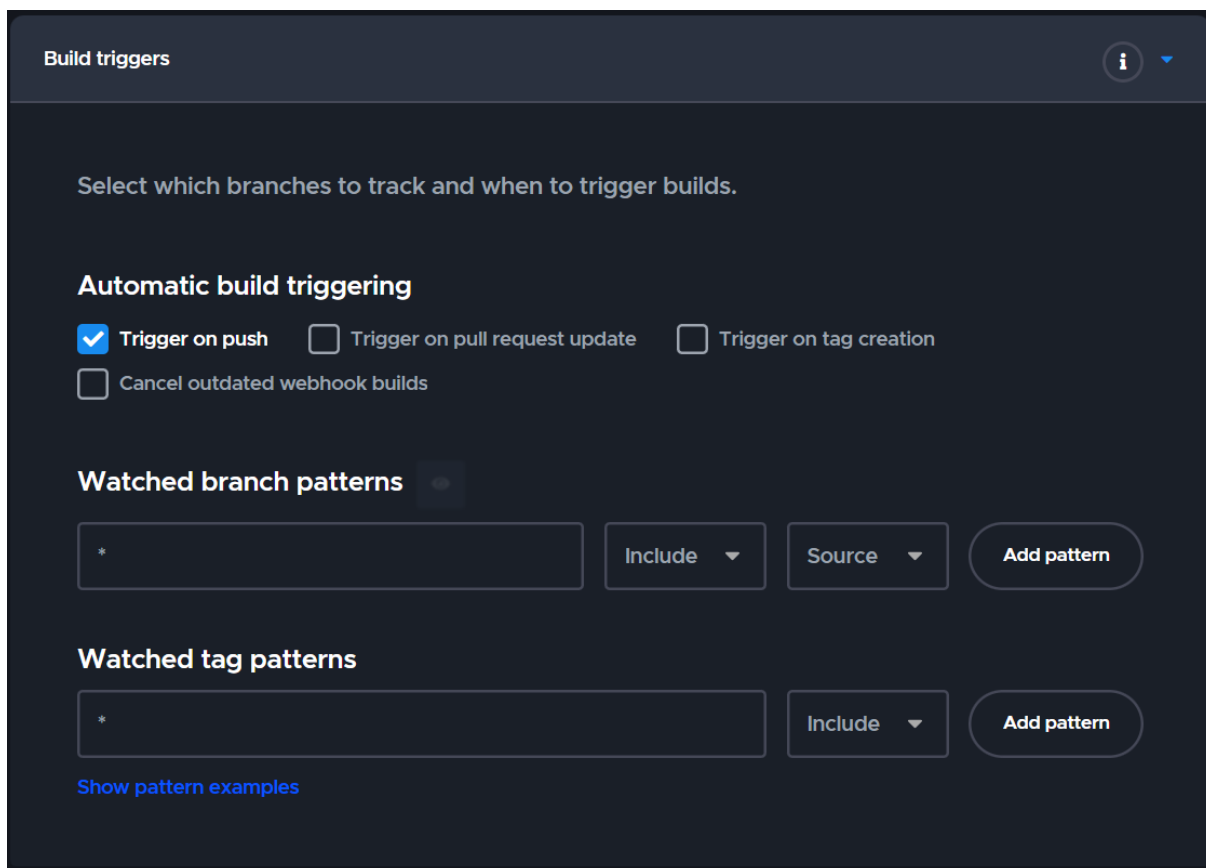 Build triggers
Select which branches to track and when to trigger builds.
Automatic build triggering
Trigger on push Trigger on pull request update Trigger on tag creation
Cancel outdated webhook builds
Watched branch patterns
* Include Source Add pattern
Watched tag patterns
* Include Add pattern
Show pattern examples